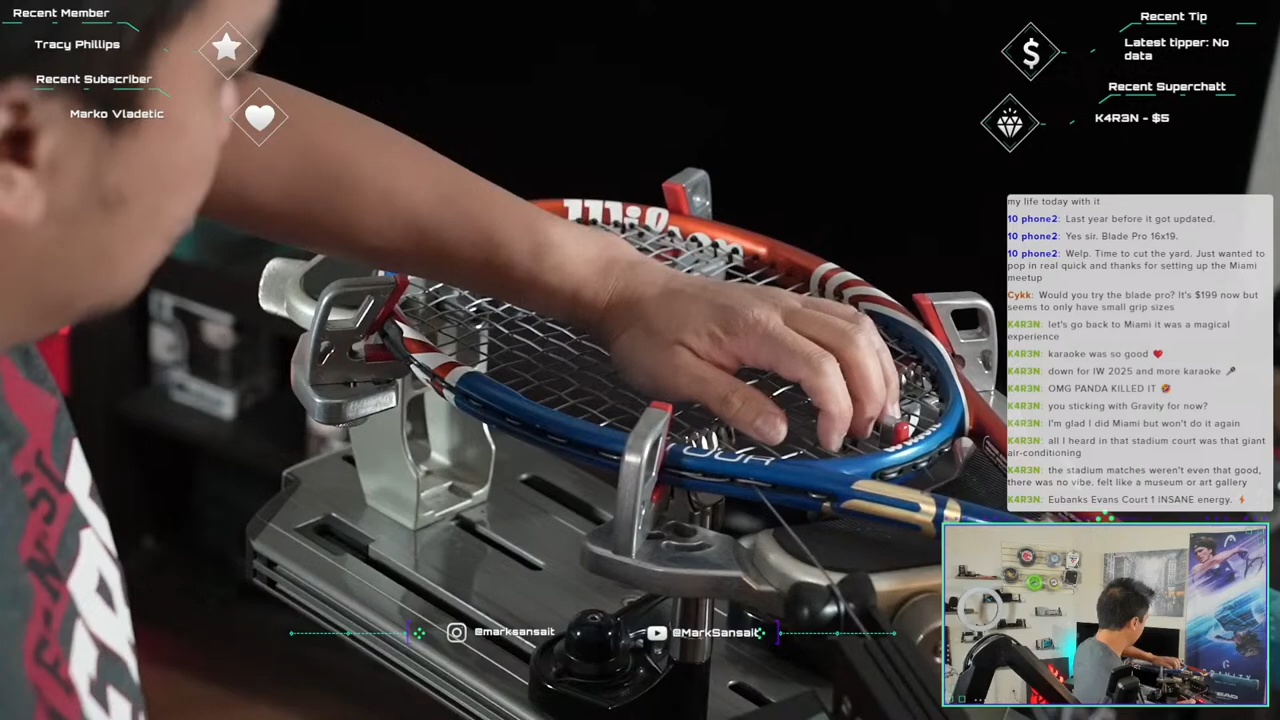 Recent Member
Tracy Phillips
Recent Subscriber
Marko Vladetic
Recent Tip
Latest tipper: No
data
Recent Superchatt
K4R3N - $5
Wilson
my life today with it
10 phone2: Last year before it got updated.
10 phone2: Yes sir. Blade Pro 16x19.
10 phone2: Welp. Time to cut the yard. Just wanted to
pop in real quick and thanks for setting up the Miami
meetup
Cykk: Would you try the blade pro? It's $199 now but
seems to only have small grip sizes
K4R3N: let's go back to Miami it was a magical
experience
K4R3N: karaoke was so good ❤️
K4R3N: down for IW 2025 and more karaoke 🎤
K4R3N: OMG PANDA KILLED IT 💐
K4R3N: you sticking with Gravity for now?
K4R3N: I'm glad I did Miami but won't do it again
K4R3N: all I heard in that stadium court was that giant
air-conditioning
K4R3N: the stadium matches weren't even that good,
there was no vibe. felt like a museum or art gallery
K4R3N: Eubanks Evans Court 1 INSANE energy. ⚡
TOUR
@marksansait
@MarkSansait